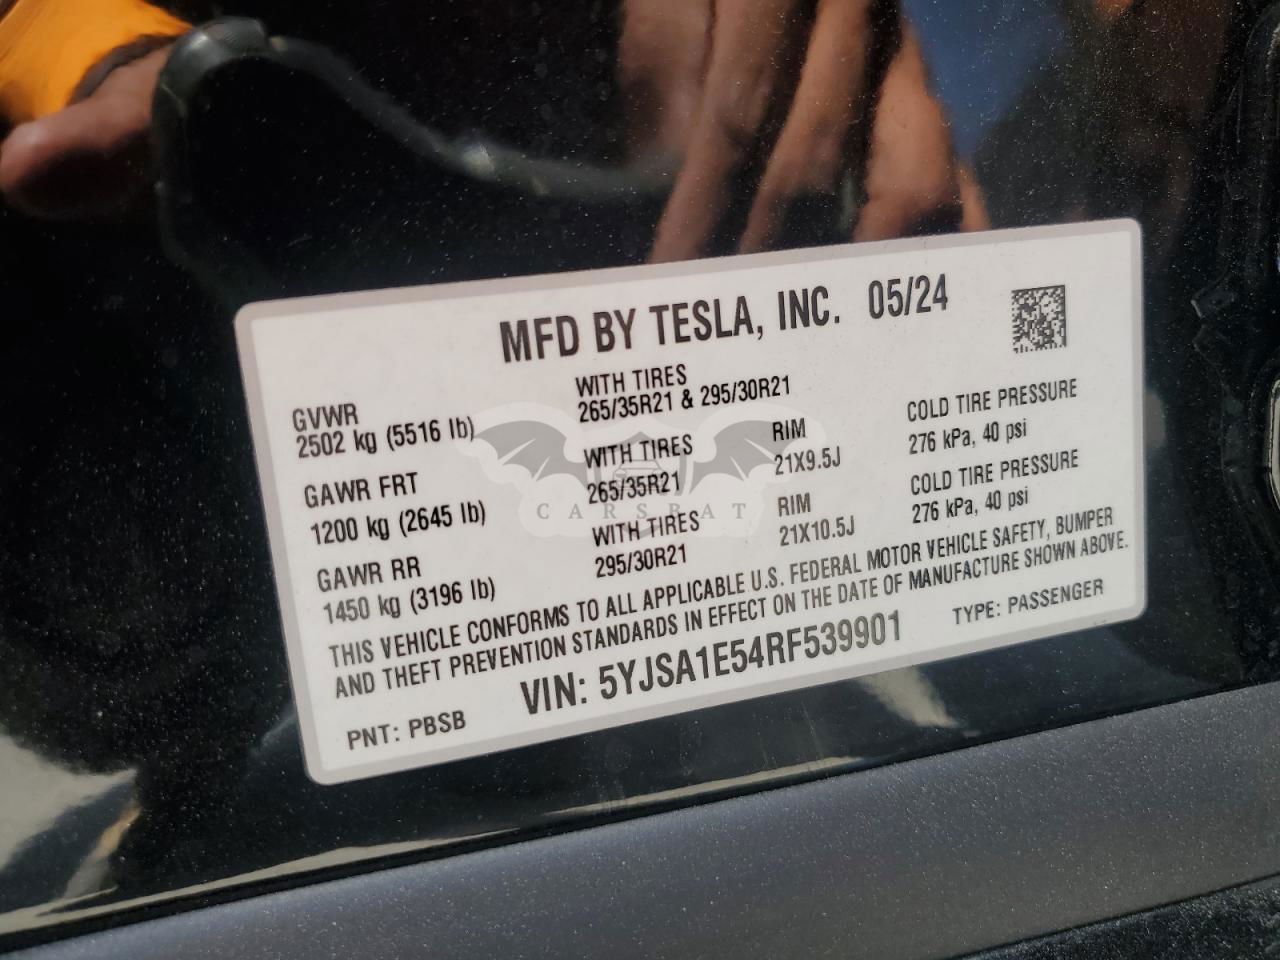 MFD BY TESLA, INC. 05/24
GVWR
2502 kg (5516 lb)
WITH TIRES
265/35R21 & 295/30R21
GAWR FRT
1200 kg (2645 lb)
WITH TIRES
265/35R21
RIM
21X9.5J
COLD TIRE PRESSURE
276 kPa, 40 psi
GAWR RR
1450 kg (3196 lb)
WITH TIRES
295/30R21
RIM
21X10.5J
COLD TIRE PRESSURE
276 kPa, 40 psi
THIS VEHICLE CONFORMS TO ALL APPLICABLE U.S. FEDERAL MOTOR VEHICLE SAFETY, BUMPER
AND THEFT PREVENTION STANDARDS IN EFFECT ON THE DATE OF MANUFACTURE SHOWN ABOVE.
PNT: PBSB
VIN: 5YJSA1E54RF539901
TYPE: PASSENGER
CARSBAT